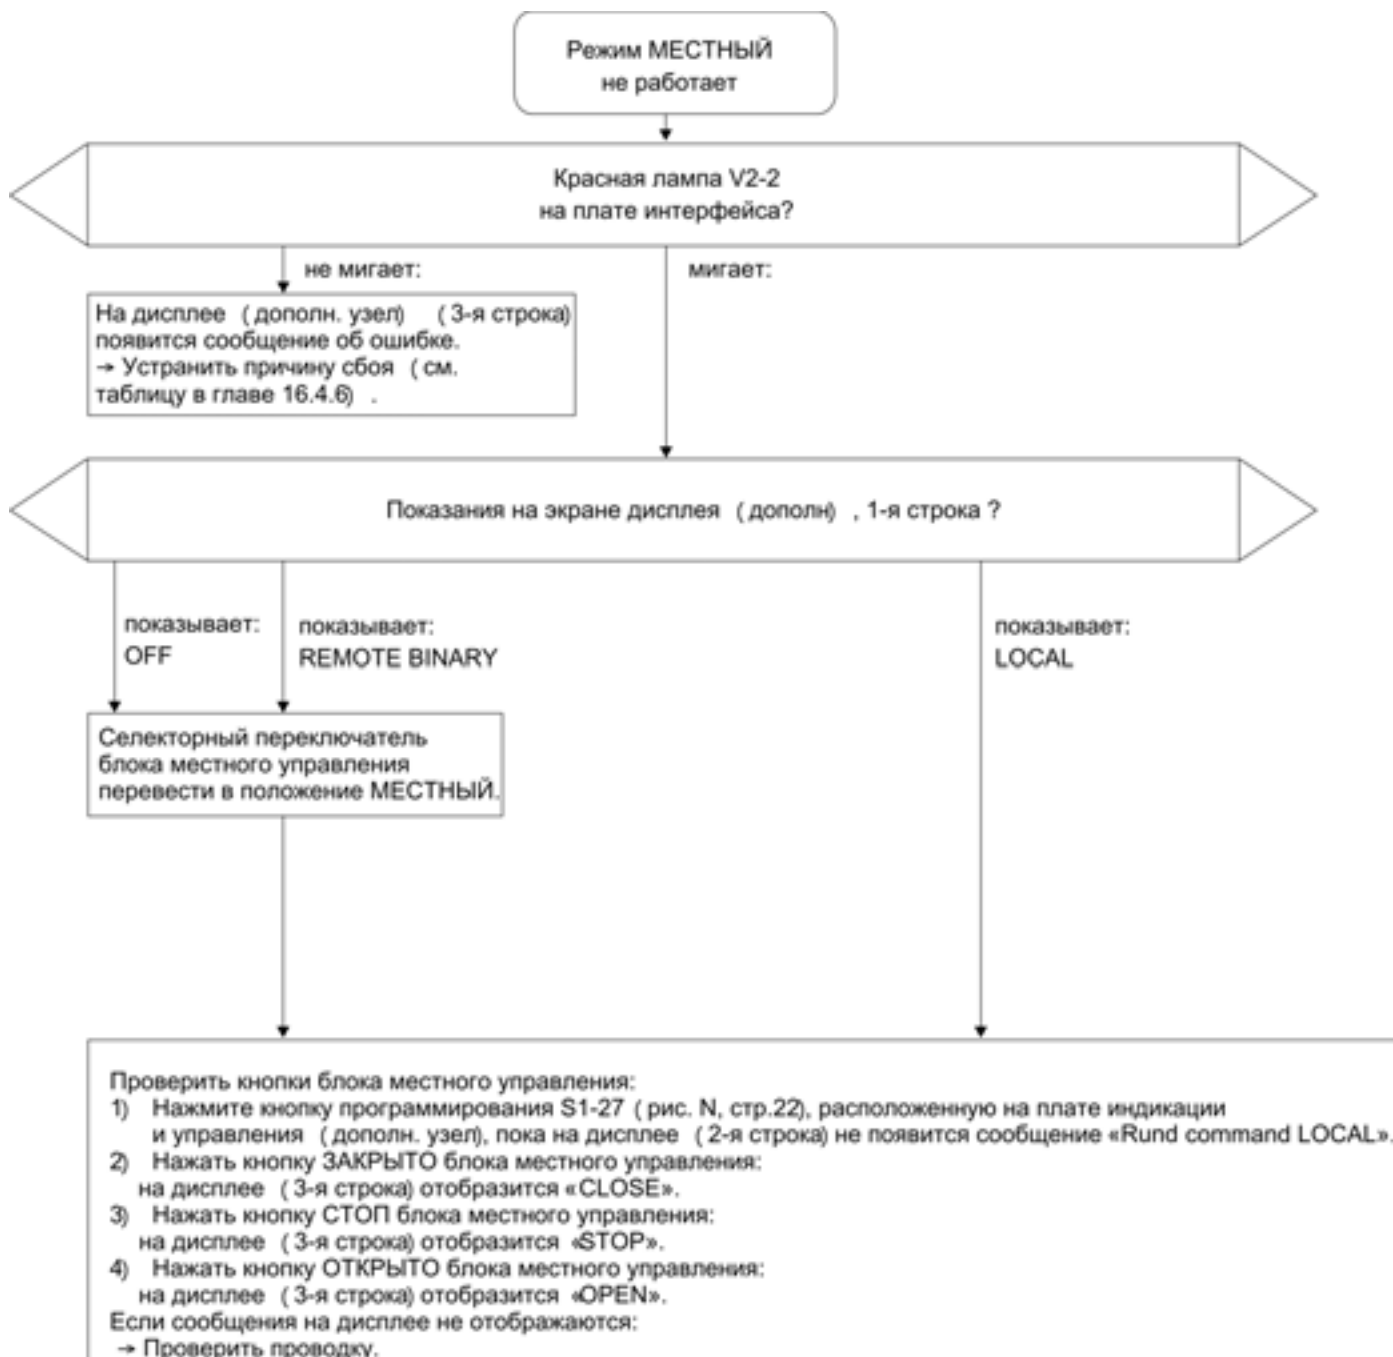 Режим МЕСТНЫЙ
не работает
Красная лампа V2-2
на плате интерфейса?
не мигает:
мигает:
На дисплее ( дополн. узел) ( 3-я строка)
появится сообщение об ошибке.
→ Устранить причину сбоя ( см.
таблицу в главе 16.4.6) .
Показания на экране дисплея ( дополн) , 1-я строка ?
показывает:
OFF
показывает:
REMOTE BINARY
показывает:
LOCAL
Селекторный переключатель
блока местного управления
перевести в положение МЕСТНЫЙ.
Проверить кнопки блока местного управления:
1) Нажмите кнопку программирования S1-27 ( рис. N, стр.22), расположенную на плате индикации
и управления ( дополн. узел), пока на дисплее ( 2-я строка) не появится сообщение «Rund command LOCAL».
2) Нажать кнопку ЗАКРЫТО блока местного управления:
на дисплее ( 3-я строка) отобразится «CLOSE».
3) Нажать кнопку СТОП блока местного управления:
на дисплее ( 3-я строка) отобразится «STOP».
4) Нажать кнопку ОТКРЫТО блока местного управления:
на дисплее ( 3-я строка) отобразится «OPEN».
Если сообщения на дисплее не отображаются:
→ Проверить проводку.